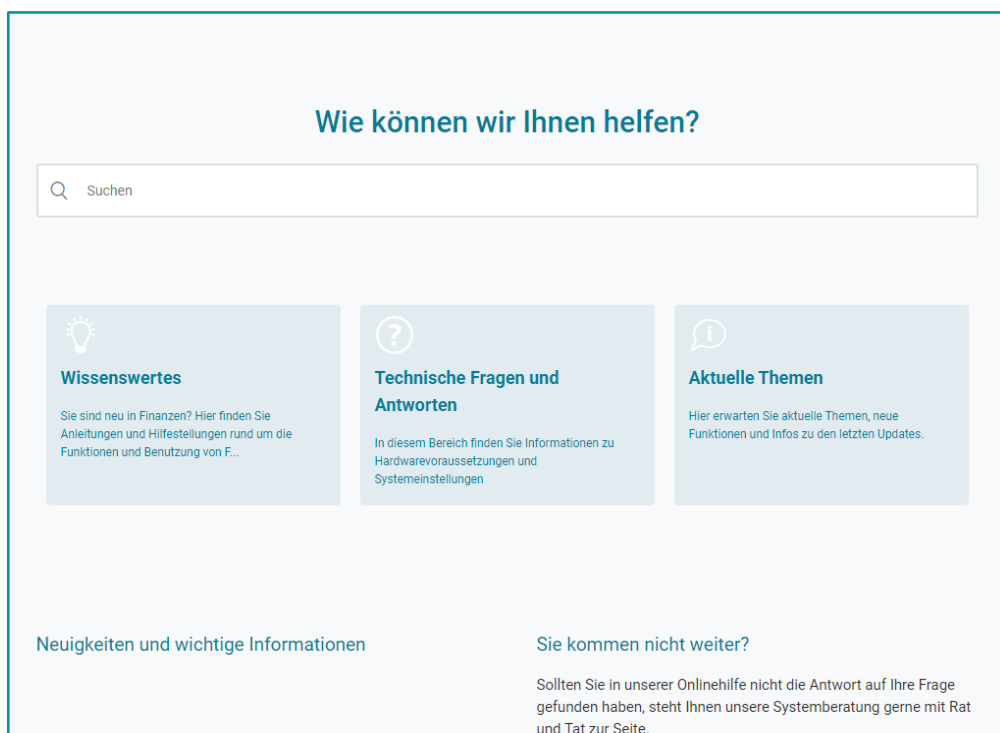 Wie können wir Ihnen helfen?
Suchen
Wissenswertes
Sie sind neu in Finanzen? Hier finden Sie
Anleitungen und Hilfestellungen rund um die
Funktionen und Benutzung von F...
Technische Fragen und
Antworten
In diesem Bereich finden Sie Informationen zu
Hardwarevoraussetzungen und
Systemeinstellungen
Aktuelle Themen
Hier erwarten Sie aktuelle Themen, neue
Funktionen und Infos zu den letzten Updates.
Neuigkeiten und wichtige Informationen
Sie kommen nicht weiter?
Sollten Sie in unserer Onlinehilfe nicht die Antwort auf Ihre Frage
gefunden haben, steht Ihnen unsere Systemberatung gerne mit Rat
und Tat zur Seite.